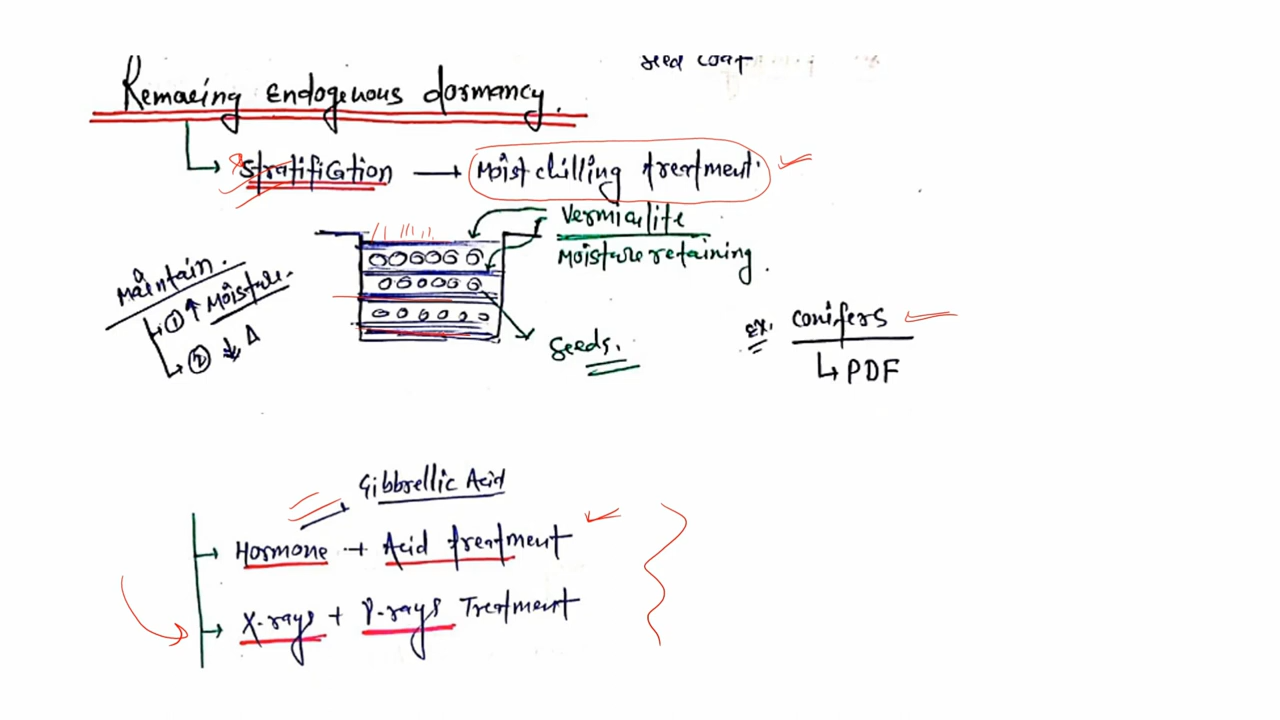 seed coat
Removing Endogenous dormancy.
Stratification → Moist chilling treatment.
Vermiculite
Moisture retaining.
Maintain.
① ↑ Moisture.
② ↓ Δ
Seeds.
Ex. conifers
↳ PDF
Gibbrellic Acid
→ Hormone + Acid treatment
→ X-rays + γ-rays Treatment